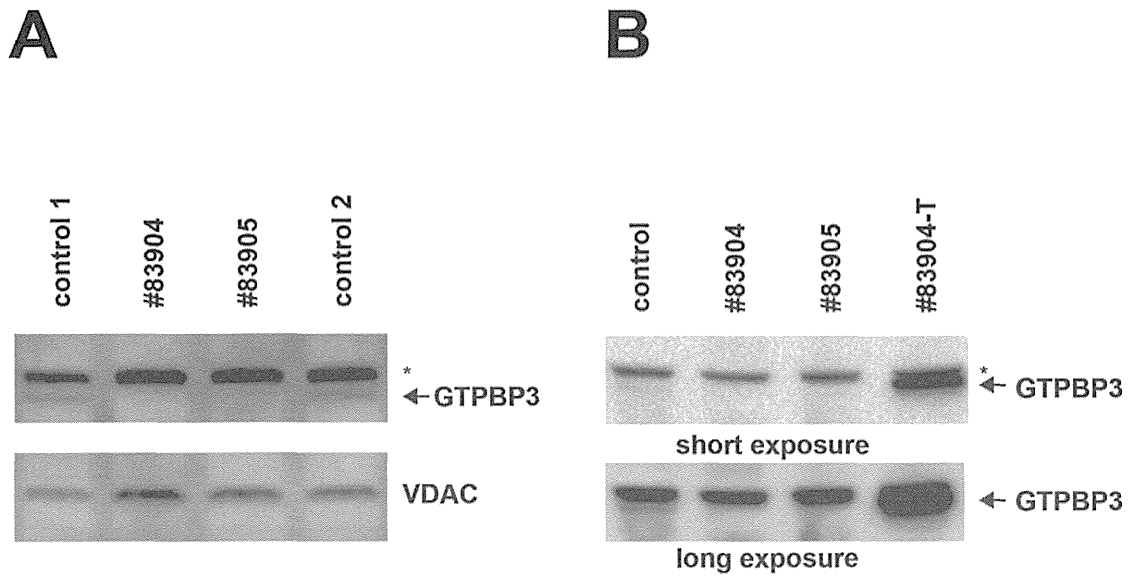 A
control 1
#83904
#83905
control 2
*
GTPBP3
VDAC
B
control
#83904
#83905
#83904-T
*
GTPBP3
short exposure
GTPBP3
long exposure